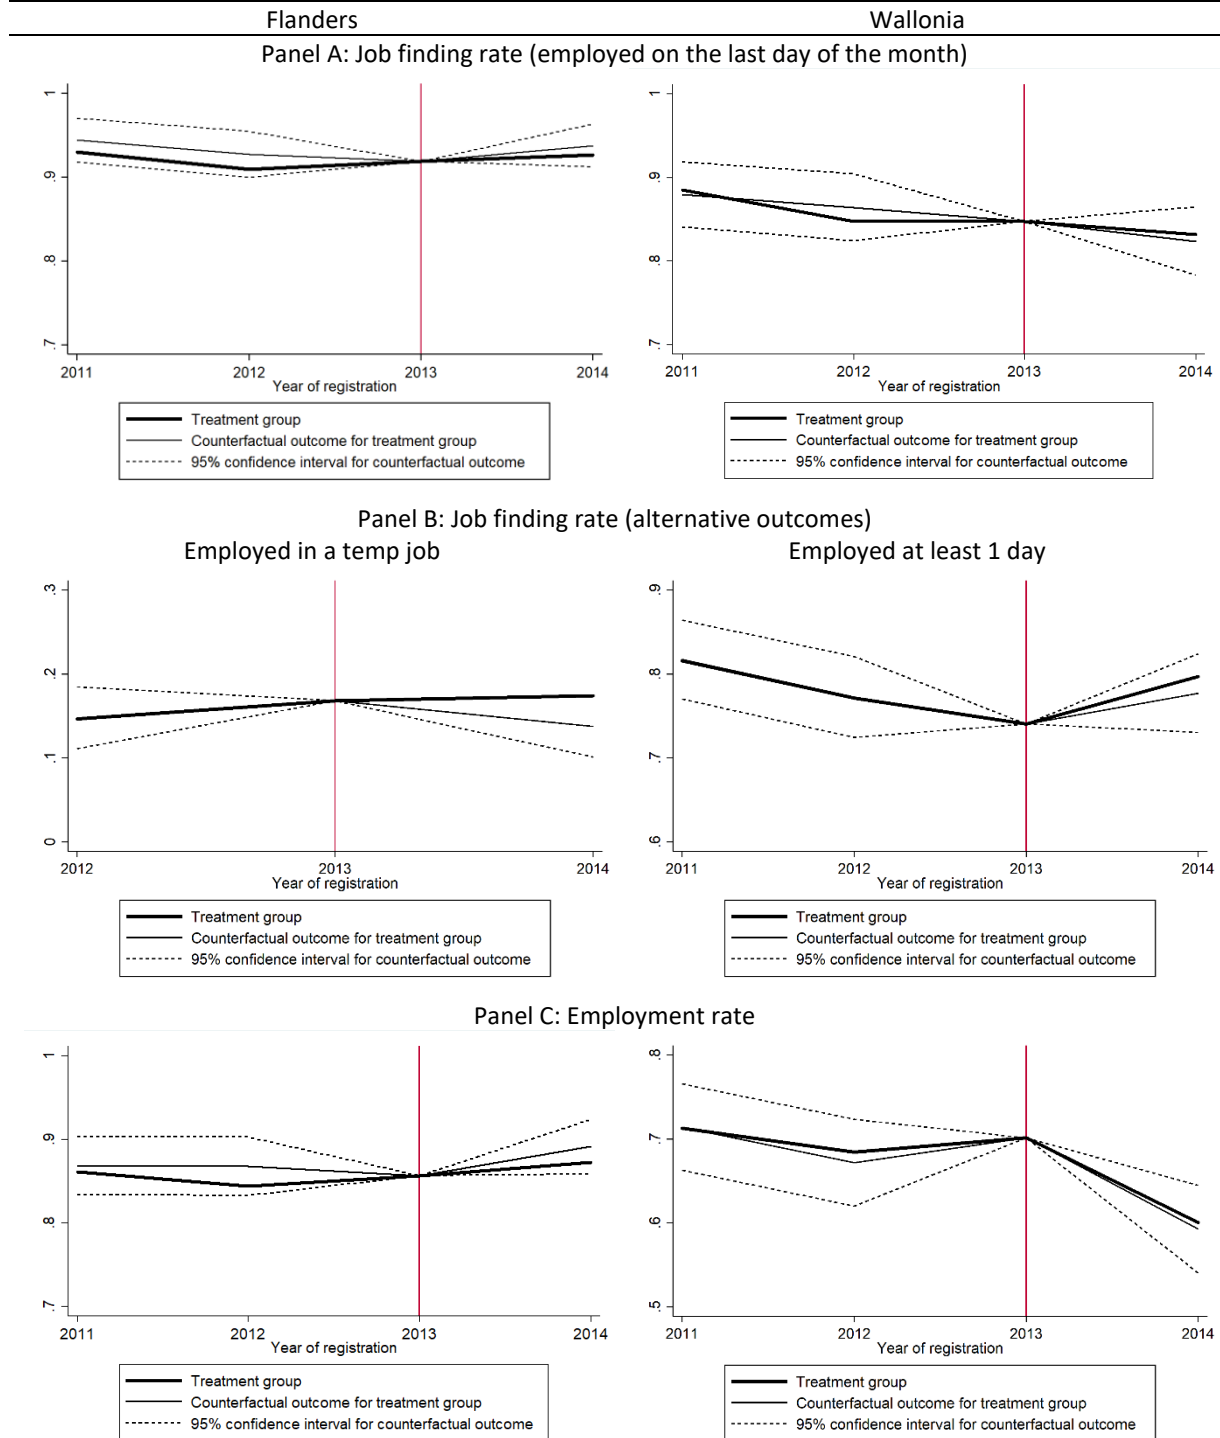 Flanders Wallonia
Panel A: Job finding rate (employed on the last day of the month)
1
.9
.8
.7
2011 2012 2013 2014
Year of registration
Treatment group
Counterfactual outcome for treatment group
95% confidence interval for counterfactual outcome
1
.9
.8
.7
2011 2012 2013 2014
Year of registration
Treatment group
Counterfactual outcome for treatment group
95% confidence interval for counterfactual outcome
Panel B: Job finding rate (alternative outcomes)
Employed in a temp job Employed at least 1 day
.3
.2
.1
0
2012 2013 2014
Year of registration
Treatment group
Counterfactual outcome for treatment group
95% confidence interval for counterfactual outcome
.9
.8
.7
.6
2011 2012 2013 2014
Year of registration
Treatment group
Counterfactual outcome for treatment group
95% confidence interval for counterfactual outcome
Panel C: Employment rate
1
.9
.8
.7
2011 2012 2013 2014
Year of registration
Treatment group
Counterfactual outcome for treatment group
95% confidence interval for counterfactual outcome
.8
.7
.6
.5
2011 2012 2013 2014
Year of registration
Treatment group
Counterfactual outcome for treatment group
95% confidence interval for counterfactual outcome